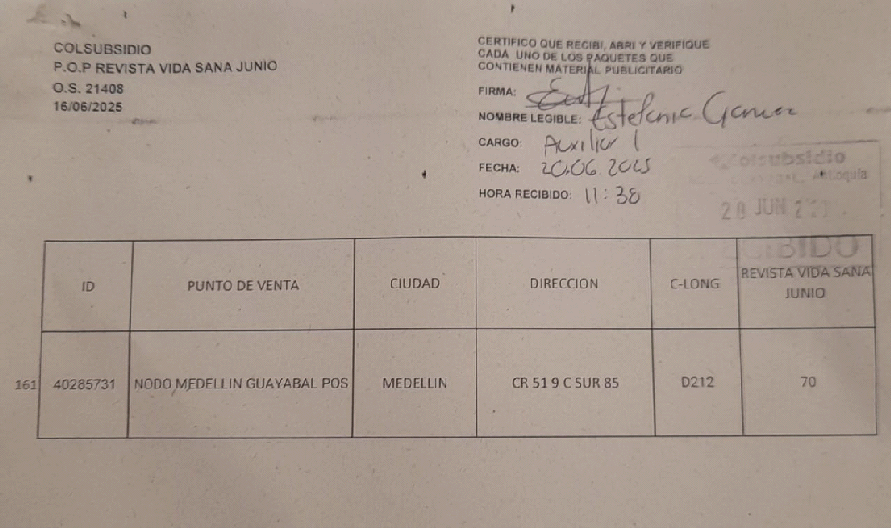 COLSUBSIDIO
P.O.P REVISTA VIDA SANA JUNIO
O.S. 21408
16/06/2025
CERTIFICO QUE RECIBI, ABRI Y VERIFIQUE
CADA UNO DE LOS PAQUETES QUE
CONTIENEN MATERIAL PUBLICITARIO
FIRMA:
NOMBRE LEGIBLE: Estefania
CARGO: Auxiliar 1
FECHA: 20.06.2025
HORA RECIBIDO: 11:38
Colsubsidio
20 JUN
ID PUNTO DE VENTA CIUDAD DIRECCION C-LONG REVISTA VIDA SANA
JUNIO
161 40285731 NODO MEDELLIN GUAYABAL POS MEDELLIN CR 51 9 C SUR 85 D212 70